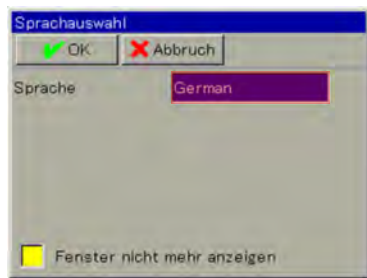 Sprachauswahl
OK Abbruch
Sprache German
Fenster nicht mehr anzeigen